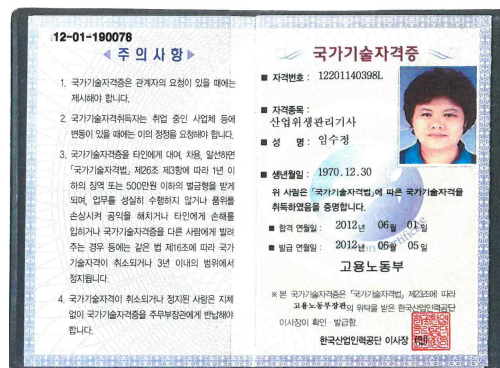 12-01-190078
◀ 주 의 사 항 ▶
1. 국가기술자격증은 관계자의 요청이 있을 때에는
제시해야 합니다.
2. 국가기술자격취득자는 취업 중인 사업체 등에
변동이 있을 때에는 이의 정정을 요청해야 합니다.
3. 국가기술자격증을 타인에게 대여, 차용, 알선하면
「국가기술자격법」 제26조 제3항에 따라 1년 이
하의 징역 또는 500만원 이하의 벌금형을 받게
되며, 업무를 성실히 수행하지 않거나 품위를
손상시켜 공익을 해치거나 타인에게 손해를
입히거나 국가기술자격증을 다른 사람에게 빌려
주는 경우 등에는 같은 법 제16조에 따라 국가
기술자격이 취소되거나 3년 이내의 범위에서
정지됩니다.
4. 국가기술자격이 취소되거나 정지된 사람은 지체
없이 국가기술자격증을 주무부장관에게 반납해야
합니다.
국가기술자격증
■ 자격번호 : 12201140398L
■ 자격종목 :
산업위생관리기사
■ 성 명 : 임수정
■ 생년월일 : 1970.12.30
위 사람은 「국가기술자격법」에 따른 국가기술자격을
취득하였음을 증명합니다.
■ 합격 연월일 : 2012년 06월 01일
■ 발급 연월일 : 2012년 06월 05일
고용노동부
※ 본 국가기술자격증은 「국가기술자격법」 제23조에 따라
고용노동부장관의 위탁을 받은 한국산업인력공단
이사장이 확인 · 발급함.
한국산업인력공단 이사장 (인)